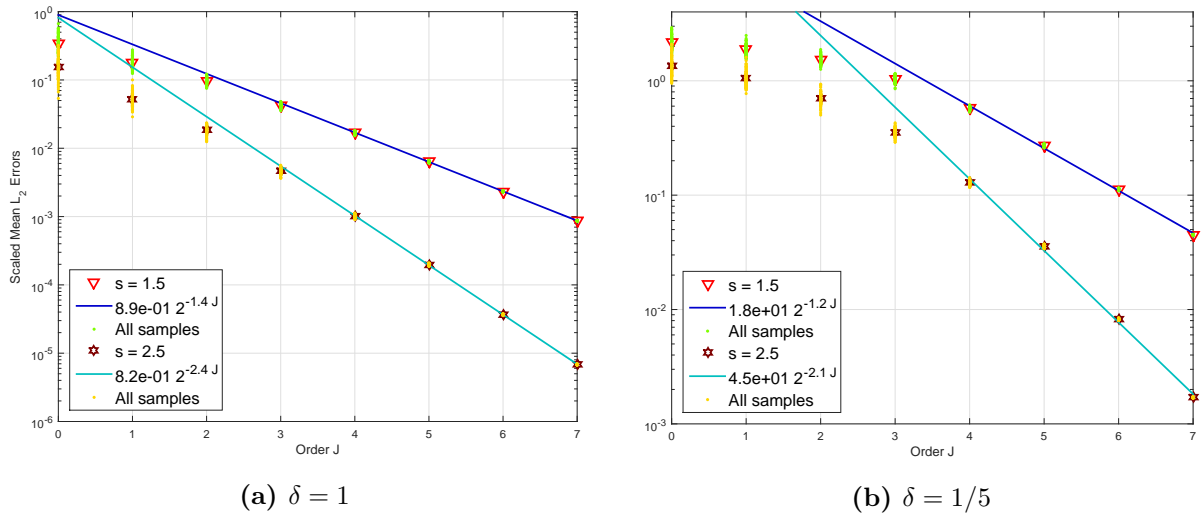 10^0
10^-1
10^-2
10^-3
10^-4
10^-5
10^-6
Scaled Mean L_2 Errors
s = 1.5
8.9e-01 2^-1.4 J
All samples
s = 2.5
8.2e-01 2^-2.4 J
All samples
0 1 2 3 4 5 6 7
Order J
(a) δ = 1
10^0
10^-1
10^-2
10^-3
s = 1.5
1.8e+01 2^-1.2 J
All samples
s = 2.5
4.5e+01 2^-2.1 J
All samples
0 1 2 3 4 5 6 7
Order J
(b) δ = 1/5